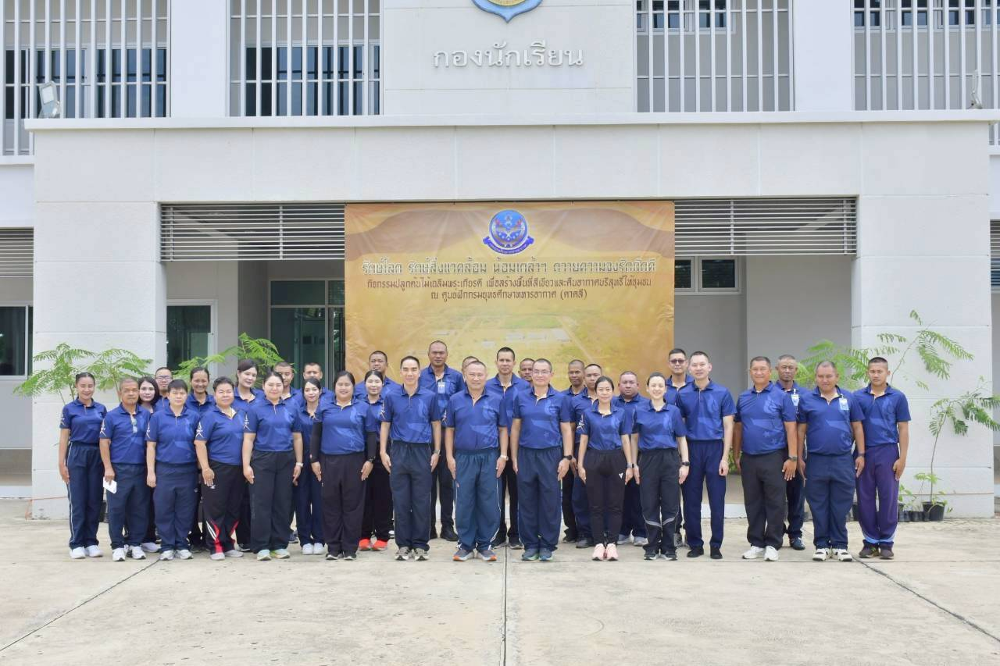 กองนักเรียน
รักษ์โลก รักษ์สิ่งแวดล้อม น้อมเกล้าฯ ถวายความจงรักภักดี
กิจกรรมปลูกต้นไม้เฉลิมพระเกียรติ เพื่อสร้างพื้นที่สีเขียวและคืนอากาศบริสุทธิ์ให้ชุมชน
ณ ศูนย์ฝึกกรมยุทธศึกษาทหารอากาศ (ตาคลี)